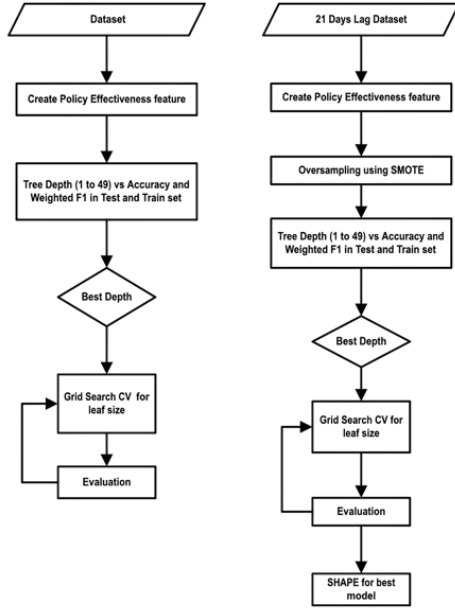 Dataset
Create Policy Effectiveness feature
Tree Depth (1 to 49) vs Accuracy and
Weighted F1 in Test and Train set
Best Depth
Grid Search CV for
leaf size
Evaluation
21 Days Lag Dataset
Create Policy Effectiveness feature
Oversampling using SMOTE
Tree Depth (1 to 49) vs Accuracy and
Weighted F1 in Test and Train set
Best Depth
Grid Search CV for
leaf size
Evaluation
SHAPE for best
model